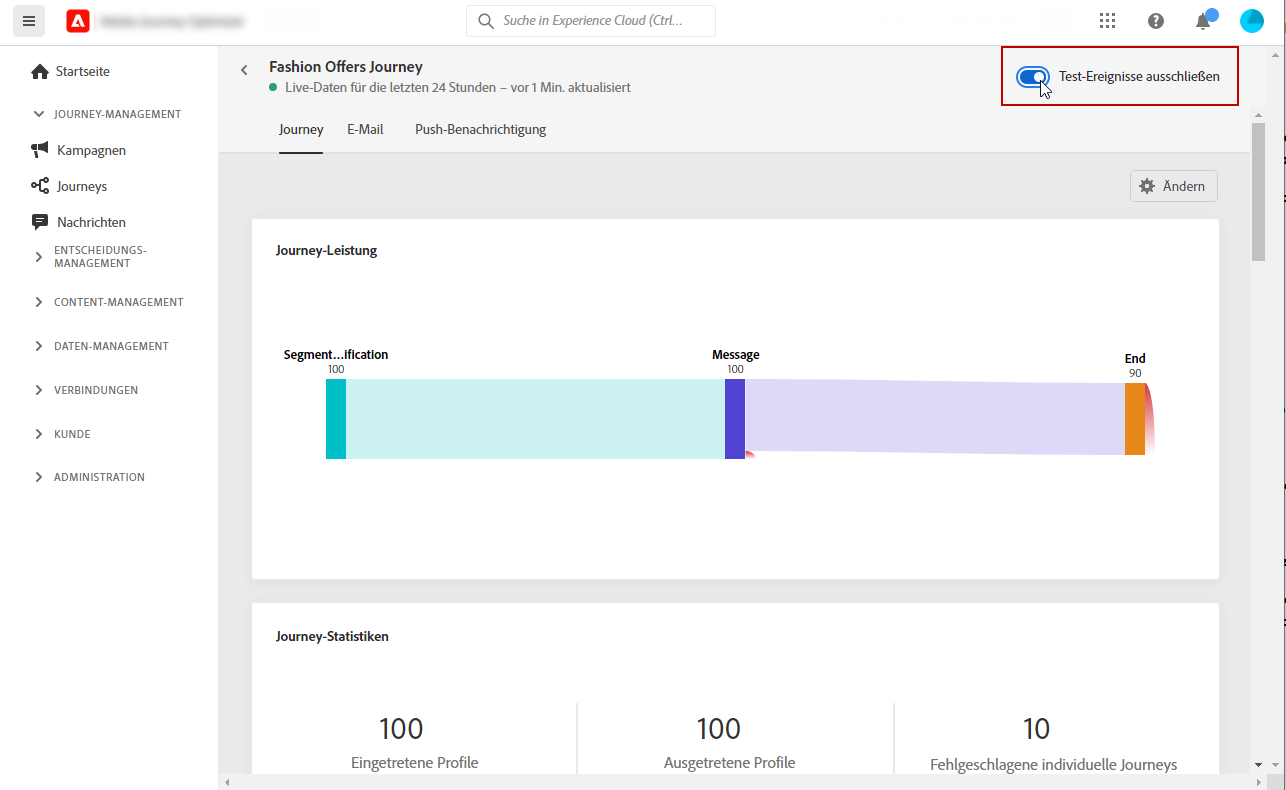 Suche in Experience Cloud (Ctrl...
Startseite
JOURNEY-MANAGEMENT
Kampagnen
Journeys
Nachrichten
ENTSCHEIDUNGS-
MANAGEMENT
CONTENT-MANAGEMENT
DATEN-MANAGEMENT
VERBINDUNGEN
KUNDE
ADMINISTRATION
Fashion Offers Journey
Live-Daten für die letzten 24 Stunden – vor 1 Min. aktualisiert
Test-Ereignisse ausschließen
Journey E-Mail Push-Benachrichtigung
Ändern
Journey-Leistung
Segment...ification
100
Message
100
End
90
Journey-Statistiken
100
Eingetretene Profile
100
Ausgetretene Profile
10
Fehlgeschlagene individuelle Journeys